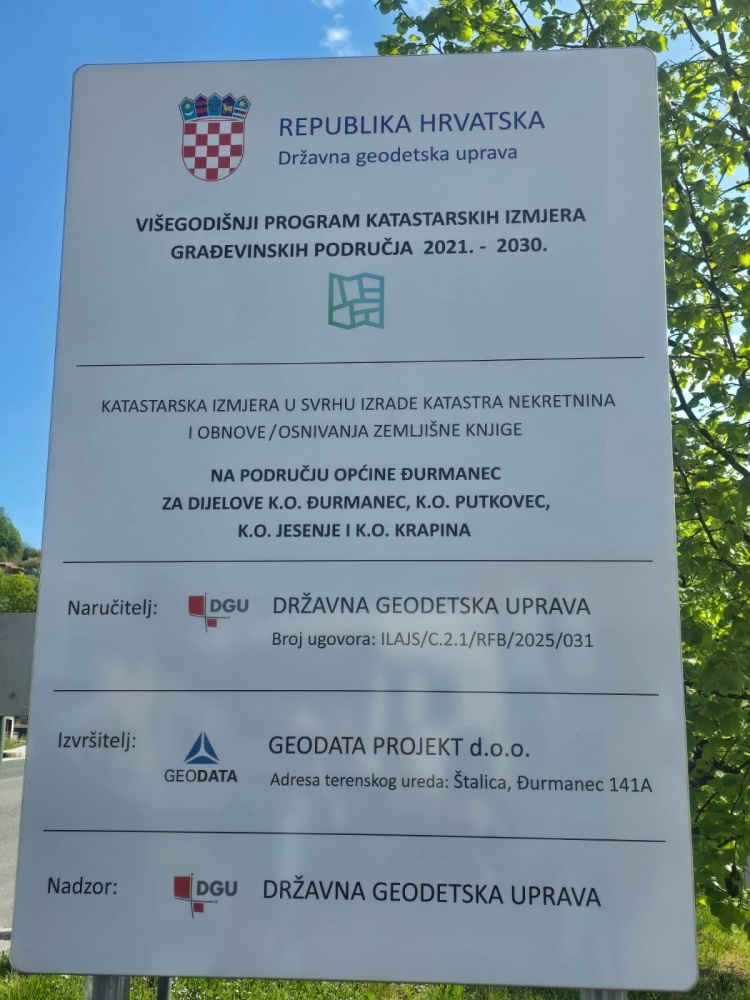 REPUBLIKA HRVATSKA
Državna geodetska uprava
VIŠEGODIŠNJI PROGRAM KATASTARSKIH IZMJERA
GRAĐEVINSKIH PODRUČJA 2021. - 2030.
KATASTARSKA IZMJERA U SVRHU IZRADE KATASTRA NEKRETNINA
I OBNOVE/OSNIVANJA ZEMLJIŠNE KNJIGE
NA PODRUČJU OPĆINE ĐURMANEC
ZA DIJELOVE K.O. ĐURMANEC, K.O. PUTKOVEC,
K.O. JESENJE I K.O. KRAPINA
Naručitelj: DGU DRŽAVNA GEODETSKA UPRAVA
Broj ugovora: ILAJS/C.2.1/RFB/2025/031
Izvršitelj: GEODATA GEODATA PROJEKT d.o.o.
Adresa terenskog ureda: Štalica, Đurmanec 141A
Nadzor: DGU DRŽAVNA GEODETSKA UPRAVA